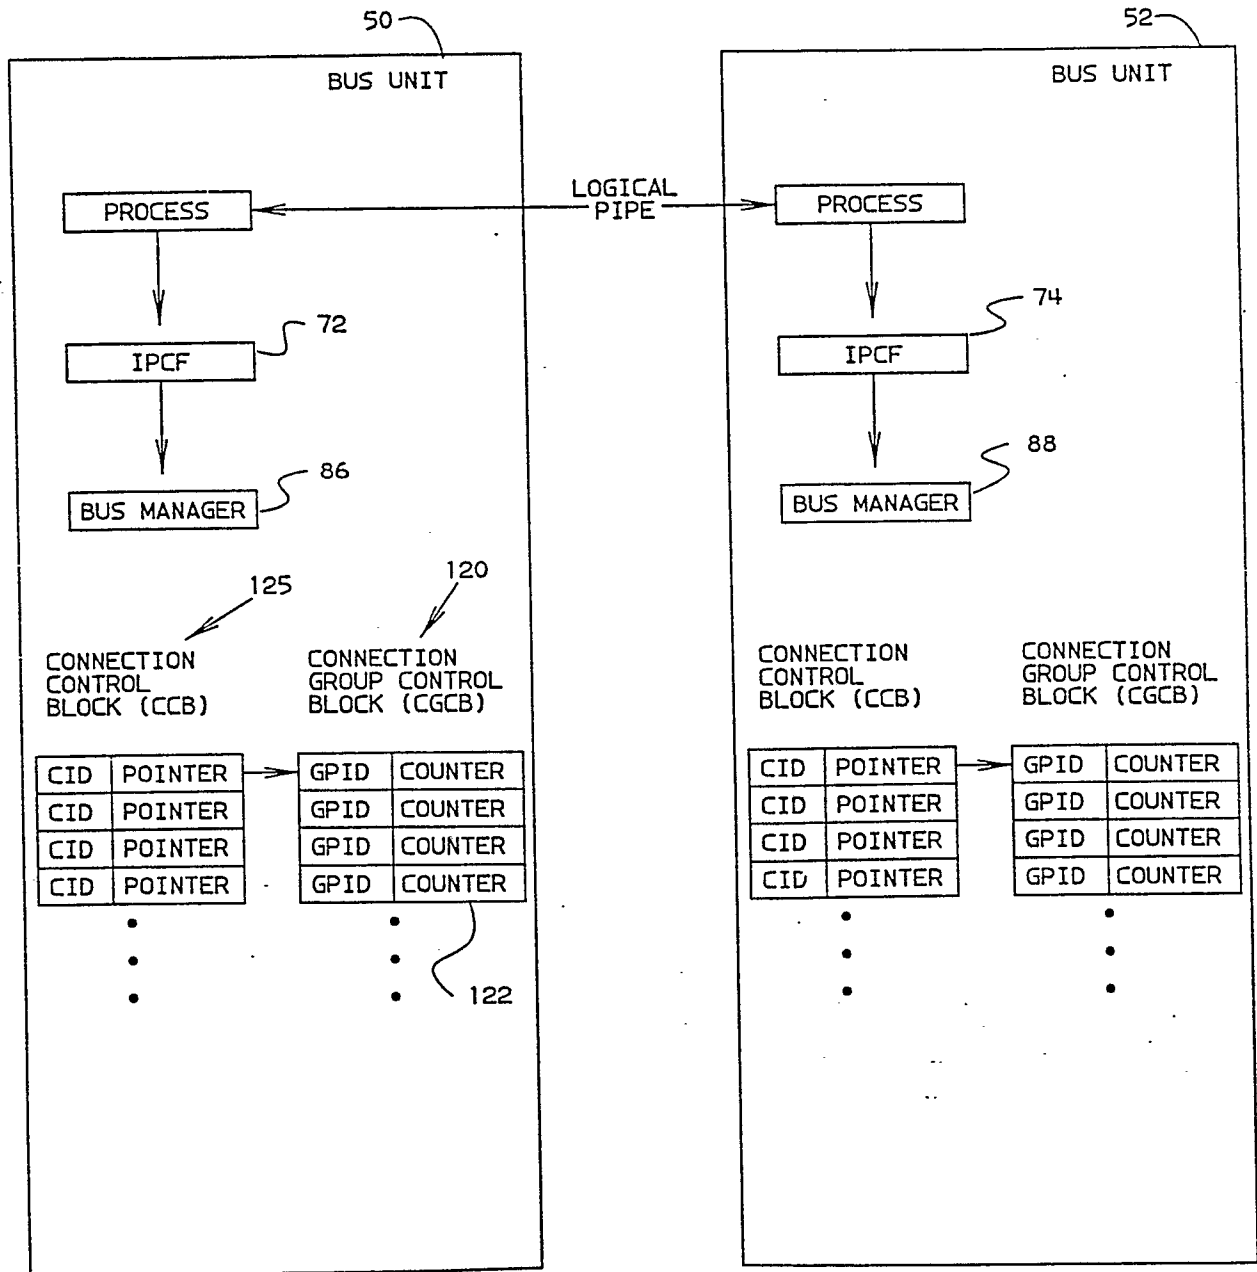 50
BUS UNIT
PROCESS
72
IPCF
86
BUS MANAGER
125
120
CONNECTION
CONTROL
BLOCK (CCB)
CONNECTION
GROUP CONTROL
BLOCK (CGCB)
CID POINTER GPID COUNTER
CID POINTER GPID COUNTER
CID POINTER GPID COUNTER
CID POINTER GPID COUNTER
122
LOGICAL
PIPE
52
BUS UNIT
PROCESS
74
IPCF
88
BUS MANAGER
CONNECTION
CONTROL
BLOCK (CCB)
CONNECTION
GROUP CONTROL
BLOCK (CGCB)
CID POINTER GPID COUNTER
CID POINTER GPID COUNTER
CID POINTER GPID COUNTER
CID POINTER GPID COUNTER